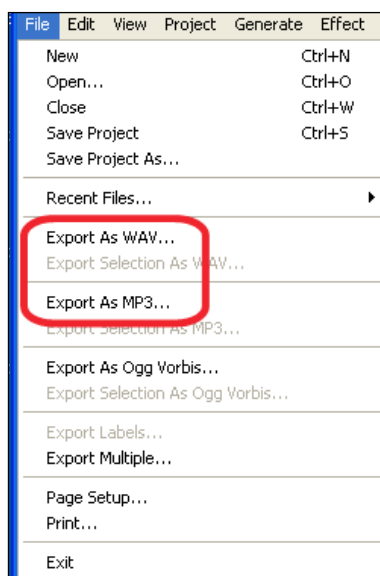 File Edit View Project Generate Effect
New Ctrl+N
Open... Ctrl+O
Close Ctrl+W
Save Project Ctrl+S
Save Project As...
Recent Files...
Export As WAV...
Export Selection As WAV...
Export As MP3...
Export Selection As MP3...
Export As Ogg Vorbis...
Export Selection As Ogg Vorbis...
Export Labels...
Export Multiple...
Page Setup...
Print...
Exit